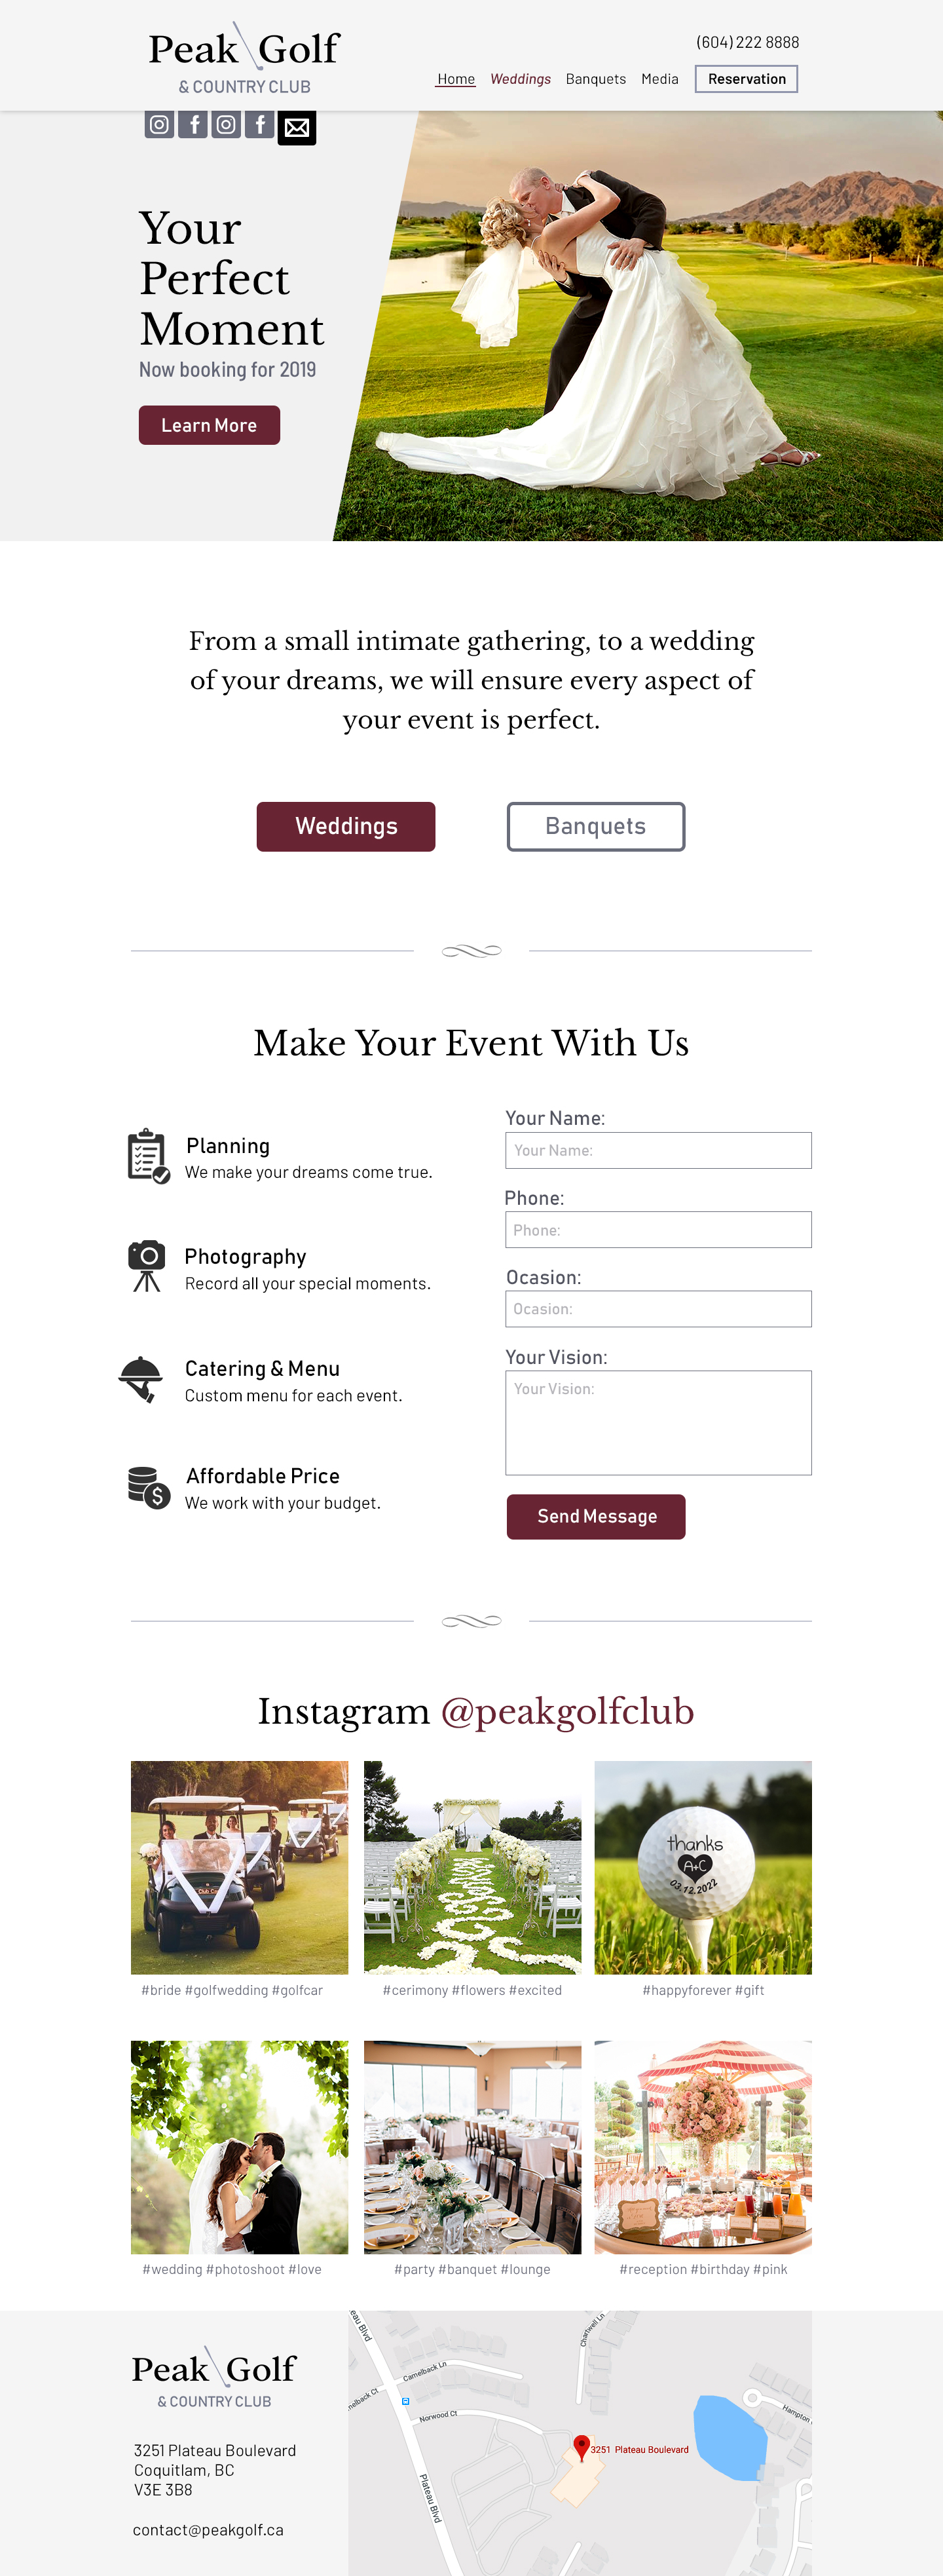 Peak Golf
& COUNTRY CLUB
(604) 222 8888
Home Weddings Banquets Media Reservation
Your
Perfect
Moment
Now booking for 2019
Learn More
From a small intimate gathering, to a wedding
of your dreams, we will ensure every aspect of
your event is perfect.
Weddings
Banquets
Make Your Event With Us
Planning
We make your dreams come true.
Photography
Record all your special moments.
Catering & Menu
Custom menu for each event.
Affordable Price
We work with your budget.
Your Name:
Your Name:
Phone:
Phone:
Ocasion:
Ocasion:
Your Vision:
Your Vision:
Send Message
Instagram @peakgolfclub
Club Car
thanks
A+C
03.12.2022
#bride #golfwedding #golfcar
#cerimony #flowers #excited
#happyforever #gift
#wedding #photoshoot #love
#party #banquet #lounge
#reception #birthday #pink
Peak Golf
& COUNTRY CLUB
3251 Plateau Boulevard
Coquitlam, BC
V3E 3B8
contact@peakgolf.ca
eau Blvd
Chartwell Ln
Camelback Ln
melback Ct
Norwood Ct
Hampton
3251 Plateau Boulevard
Plateau Blvd